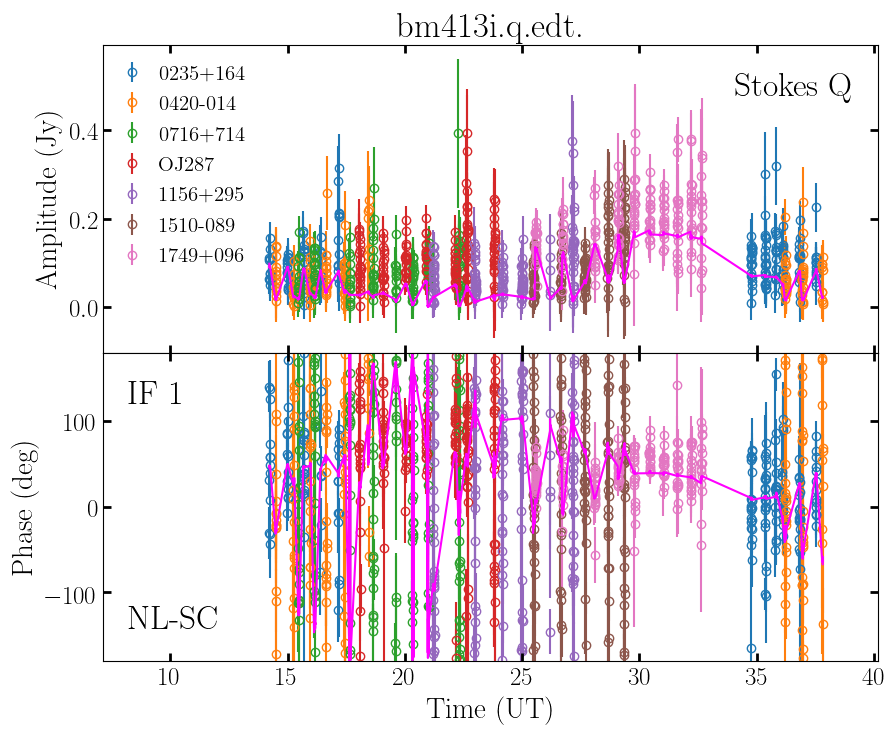 bm413i.q.edt.
Stokes Q
0235+164
0420-014
0716+714
OJ287
1156+295
1510-089
1749+096
Amplitude (Jy)
0.4
0.2
0.0
IF 1
NL-SC
Phase (deg)
100
0
−100
10 15 20 25 30 35 40
Time (UT)